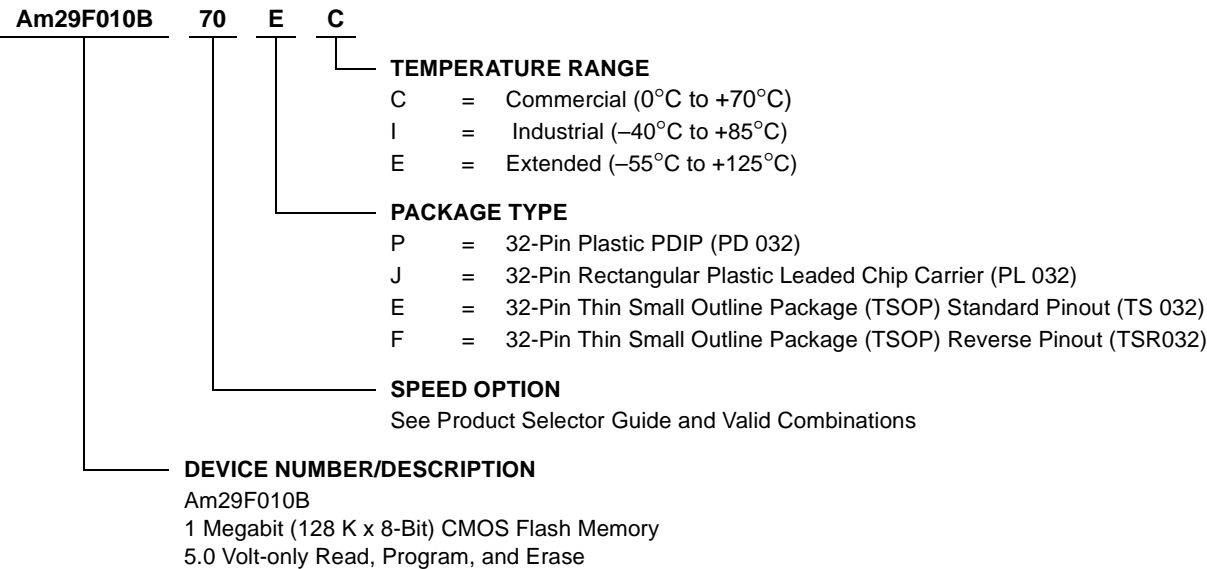 Am29F010B 70 E C
TEMPERATURE RANGE
C = Commercial (0°C to +70°C)
I = Industrial (–40°C to +85°C)
E = Extended (–55°C to +125°C)
PACKAGE TYPE
P = 32-Pin Plastic PDIP (PD 032)
J = 32-Pin Rectangular Plastic Leaded Chip Carrier (PL 032)
E = 32-Pin Thin Small Outline Package (TSOP) Standard Pinout (TS 032)
F = 32-Pin Thin Small Outline Package (TSOP) Reverse Pinout (TSR032)
SPEED OPTION
See Product Selector Guide and Valid Combinations
DEVICE NUMBER/DESCRIPTION
Am29F010B
1 Megabit (128 K x 8-Bit) CMOS Flash Memory
5.0 Volt-only Read, Program, and Erase